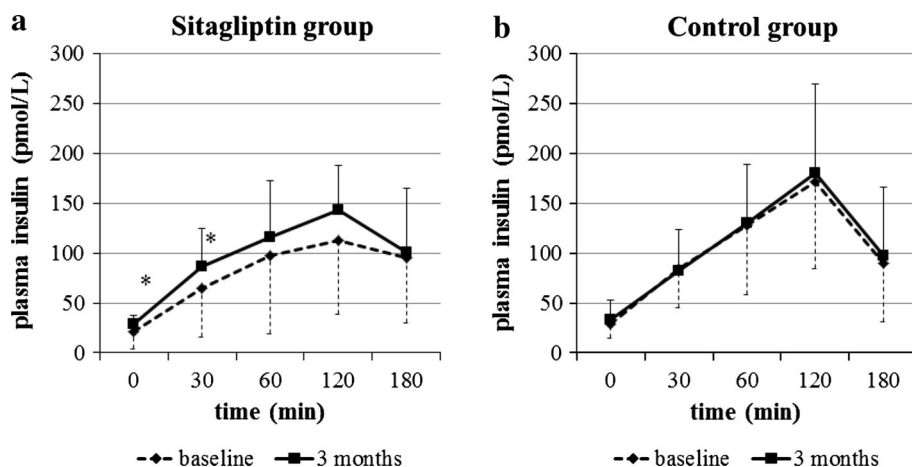 a Sitagliptin group
300
250
200
150
100
50
0
plasma insulin (pmol/L)
*
*
0 30 60 120 180
time (min)
baseline 3 months
b Control group
300
250
200
150
100
50
0
plasma insulin (pmol/L)
0 30 60 120 180
time (min)
baseline 3 months